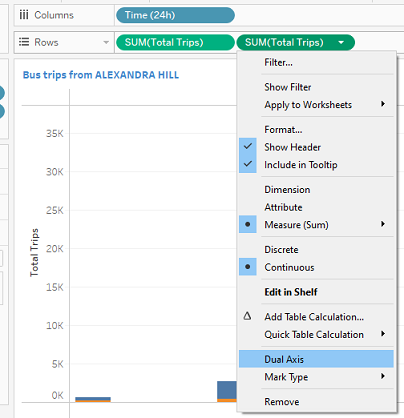 Columns
Time (24h)
Rows
SUM(Total Trips)
SUM(Total Trips)
Bus trips from ALEXANDRA HILL
Total Trips
35K
30K
25K
20K
15K
10K
5K
0K
Filter...
Show Filter
Apply to Worksheets
Format...
Show Header
Include in Tooltip
Dimension
Attribute
Measure (Sum)
Discrete
Continuous
Edit in Shelf
Add Table Calculation...
Quick Table Calculation
Dual Axis
Mark Type
Remove